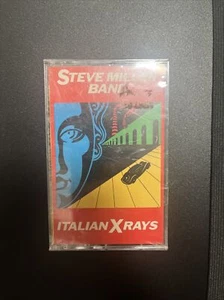 STEVE MILLER
BAND
ITALIAN X RAYS